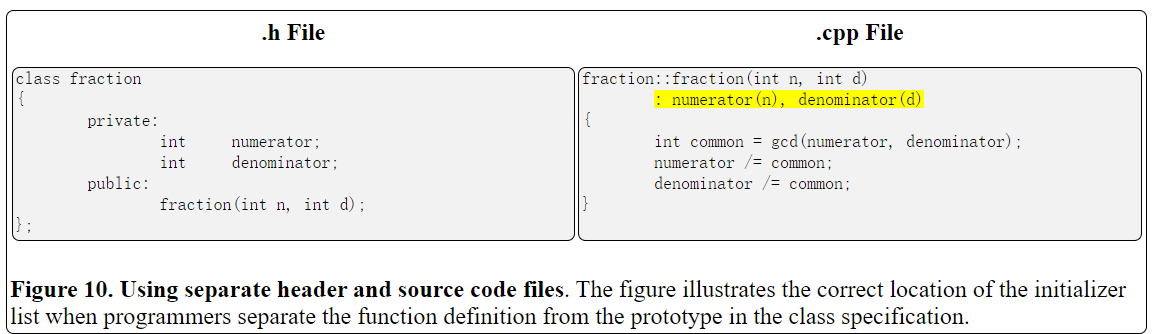 .h File
class fraction
{
private:
int numerator;
int denominator;
public:
fraction(int n, int d);
};
.cpp File
fraction::fraction(int n, int d)
: numerator(n), denominator(d)
{
int common = gcd(numerator, denominator);
numerator /= common;
denominator /= common;
}
Figure 10. Using separate header and source code files. The figure illustrates the correct location of the initializer
list when programmers separate the function definition from the prototype in the class specification.